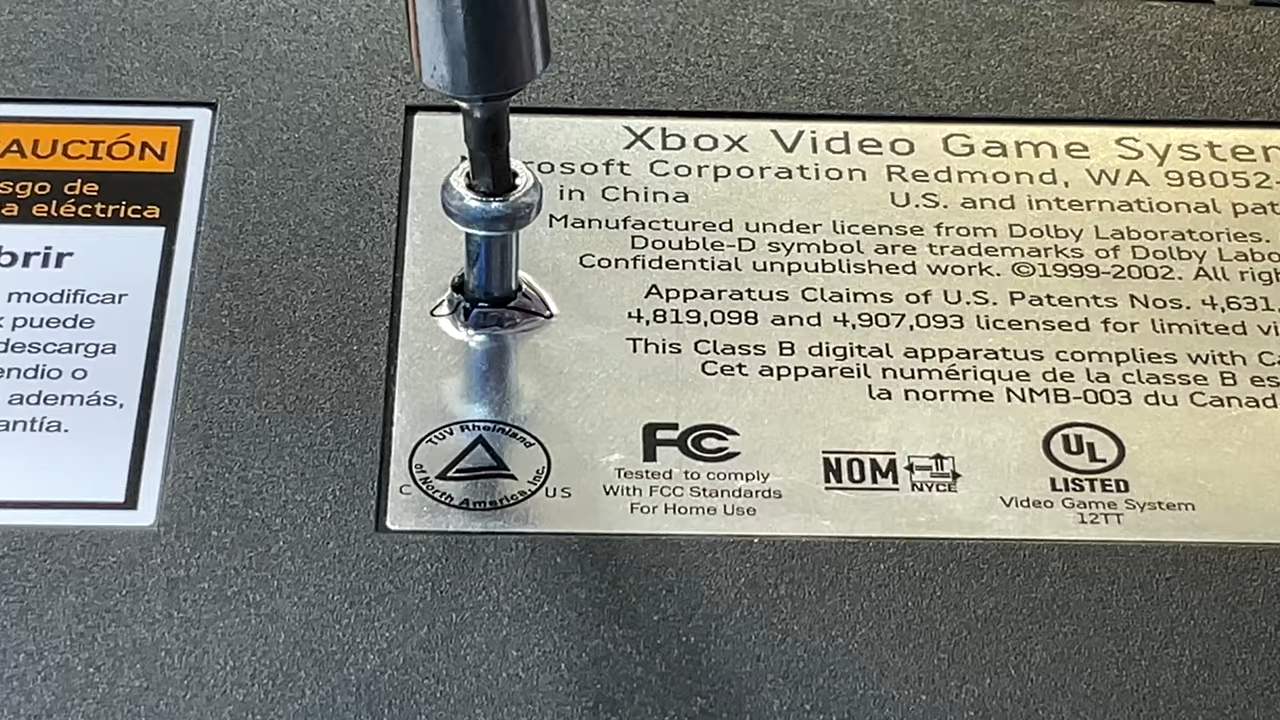 AUCIÓN
sgo de
a eléctrica
brir
modificar
puede
descarga
endio o
además,
antía.
Xbox Video Game System
rosoft Corporation Redmond, WA 98052-
in China
U.S. and international pat
Manufactured under license from Dolby Laboratories.
Double-D symbol are trademarks of Dolby Labo
Confidential unpublished work. ©1999-2002. All righ
Apparatus Claims of U.S. Patents Nos. 4,631,
4,819,098 and 4,907,093 licensed for limited vi
This Class B digital apparatus complies with Ca
Cet appareil numérique de la classe B es
la norme NMB-003 du Canad
TÜV Rheinland
of North America, Inc.
C US
FC
Tested to comply
With FCC Standards
For Home Use
NOM
NYCE
UL
LISTED
Video Game System
12TT